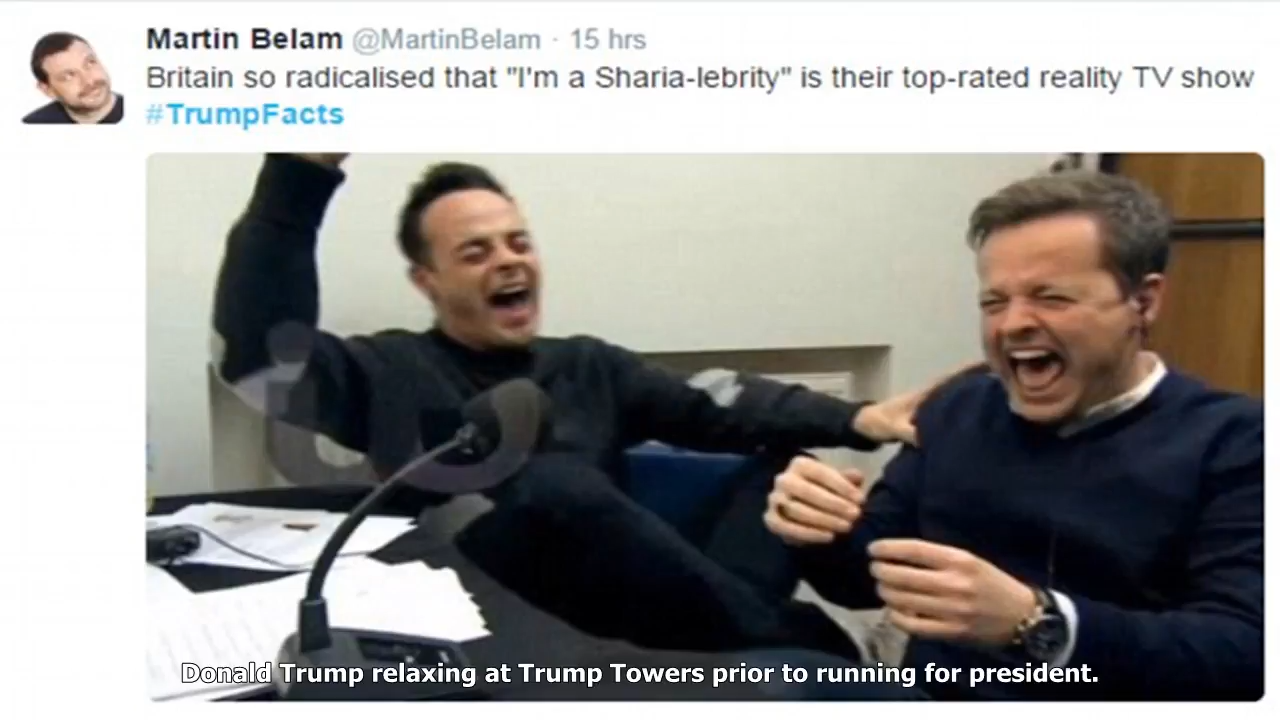 Martin Belam @MartinBelam · 15 hrs
Britain so radicalised that "I'm a Sharia-lebrity" is their top-rated reality TV show
#TrumpFacts
Donald Trump relaxing at Trump Towers prior to running for president.